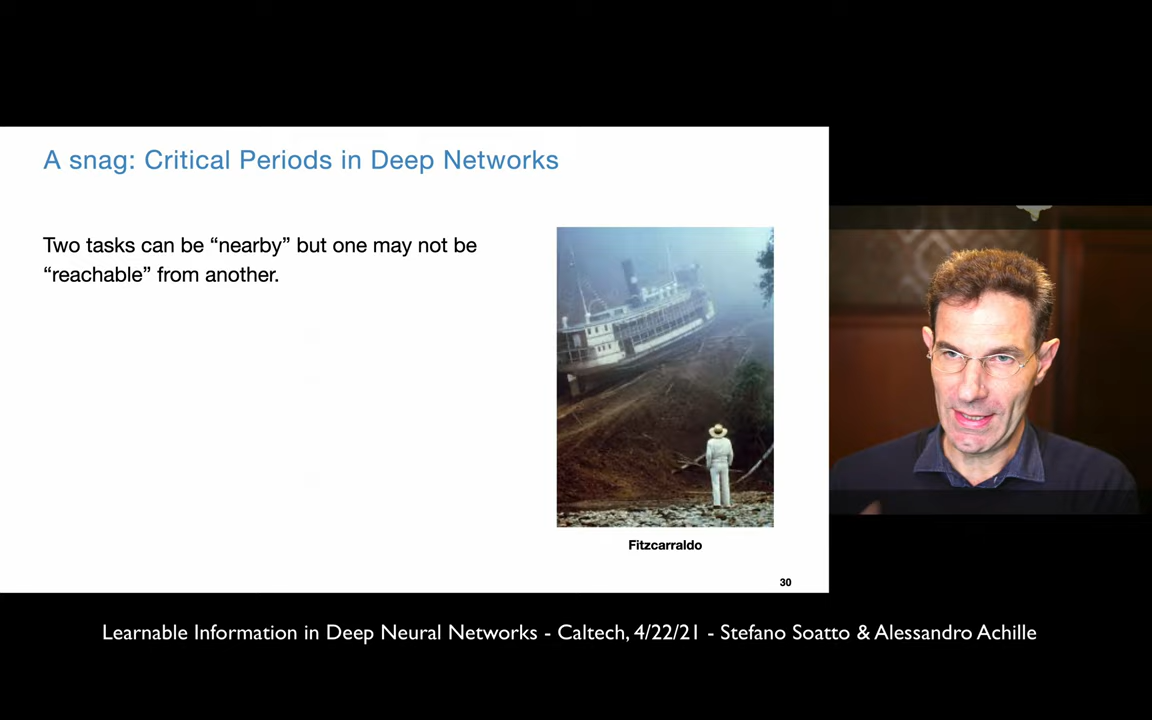 A snag: Critical Periods in Deep Networks
Two tasks can be “nearby” but one may not be
“reachable” from another.
Fitzcarraldo
30
Learnable Information in Deep Neural Networks - Caltech, 4/22/21 - Stefano Soatto & Alessandro Achille